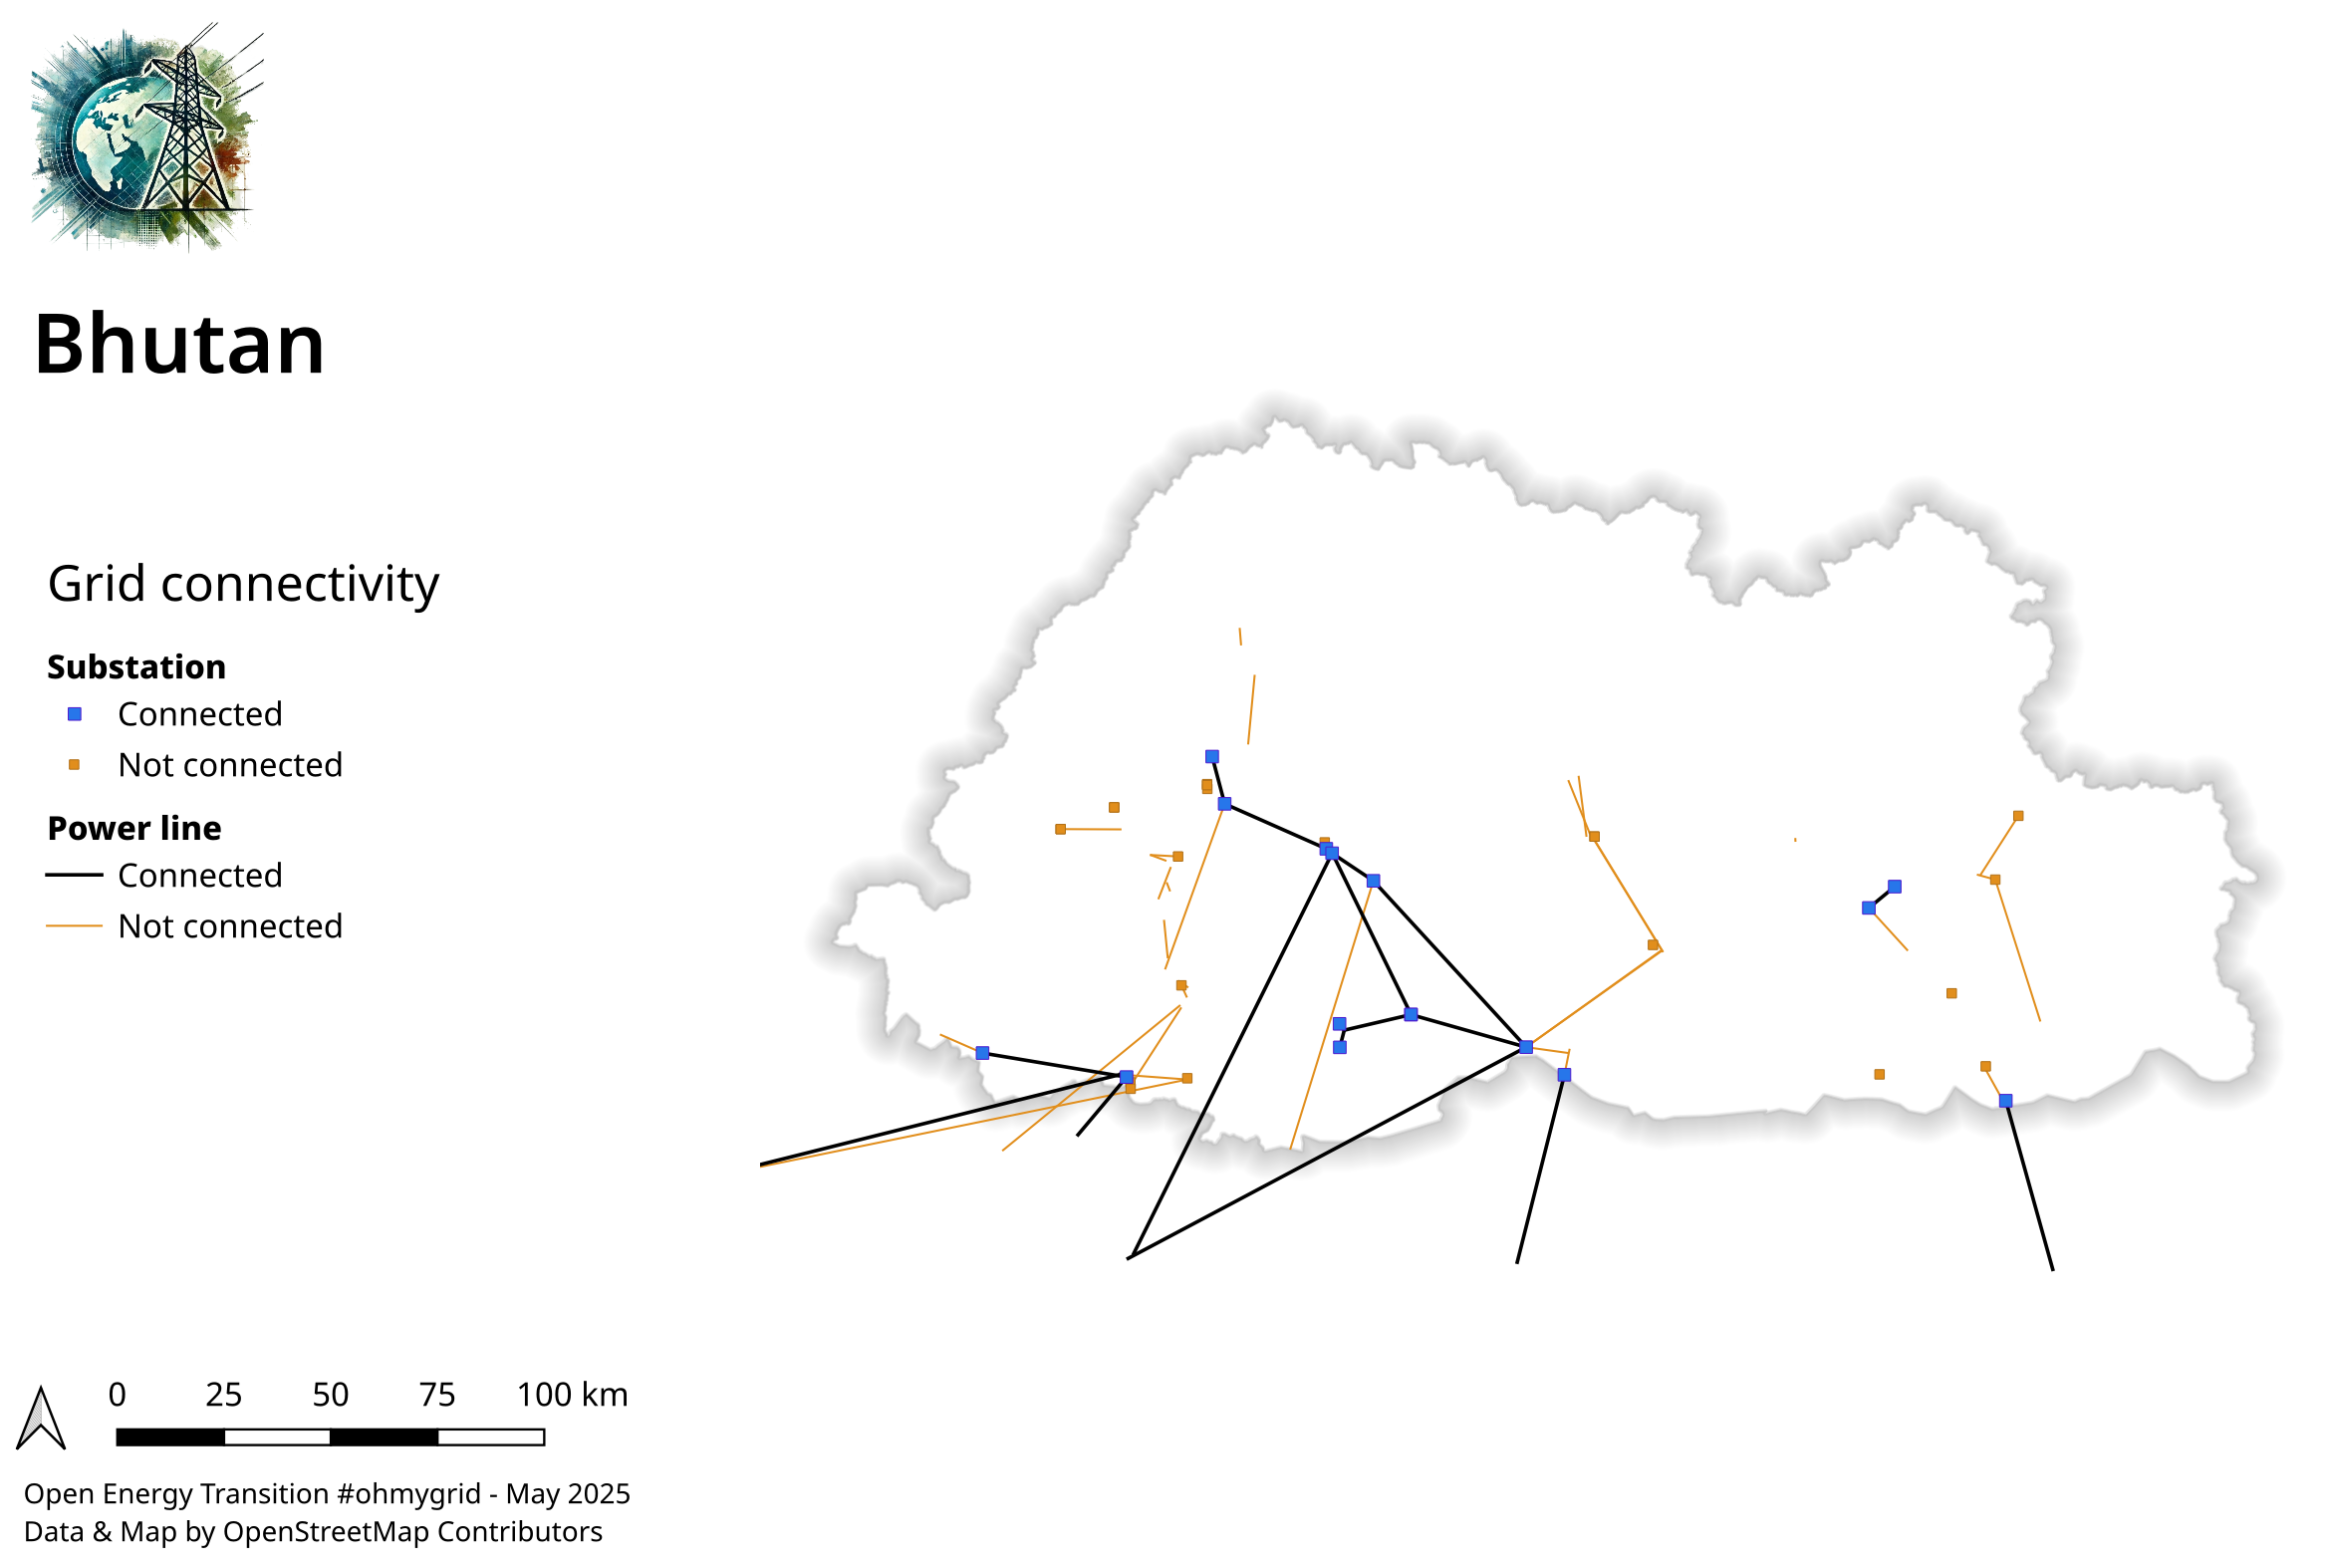 Bhutan
Grid connectivity
Substation
Connected
Not connected
Power line
Connected
Not connected
0 25 50 75 100 km
Open Energy Transition #ohmygrid - May 2025
Data & Map by OpenStreetMap Contributors